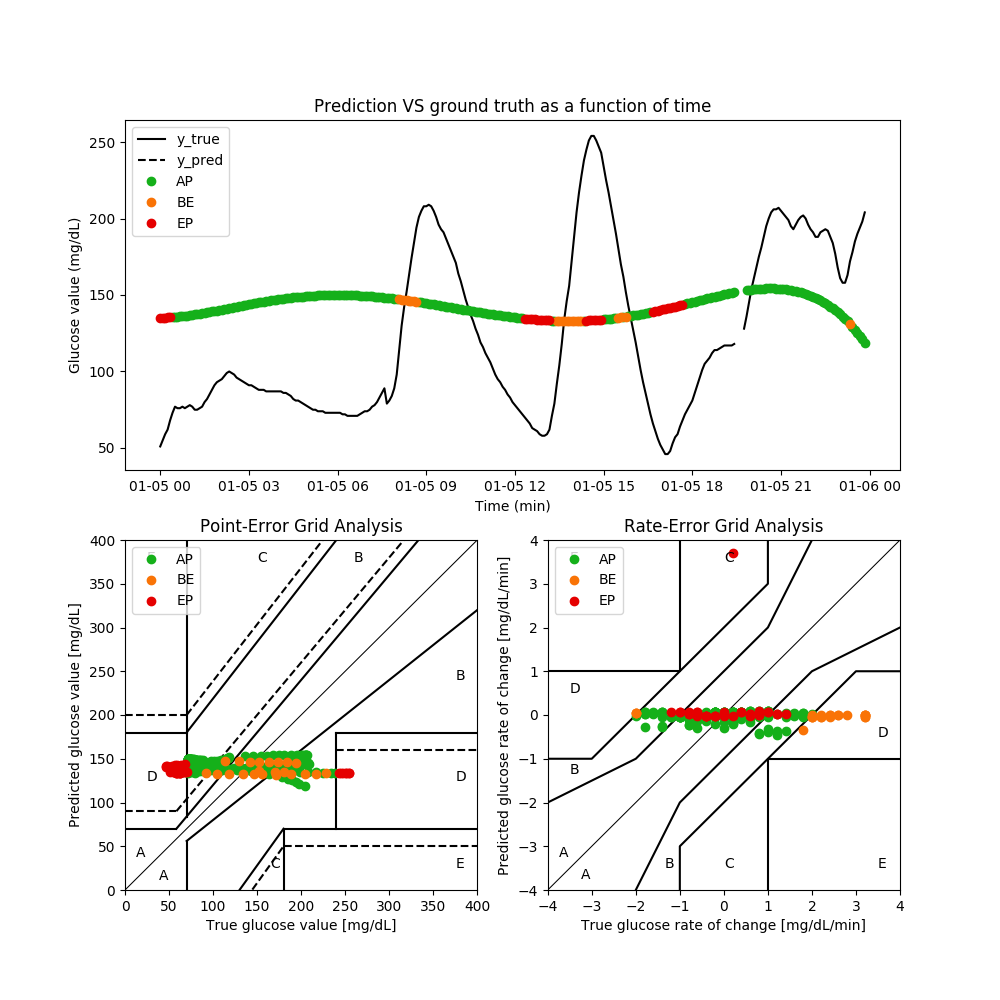 Prediction VS ground truth as a function of time
Glucose value (mg/dL)
250
200
150
100
50
y_true
y_pred
AP
BE
EP
01-05 00 01-05 03 01-05 06 01-05 09 01-05 12 01-05 15 01-05 18 01-05 21 01-06 00
Time (min)
Point-Error Grid Analysis
Predicted glucose value [mg/dL]
400
350
300
250
200
150
100
50
0
AP
BE
EP
C
B
B
D
D
A
A
C
E
0 50 100 150 200 250 300 350 400
True glucose value [mg/dL]
Rate-Error Grid Analysis
Predicted glucose rate of change [mg/dL/min]
4
3
2
1
0
−1
−2
−3
−4
AP
BE
EP
C
D
D
B
A
A
B
C
E
−4 −3 −2 −1 0 1 2 3 4
True glucose rate of change [mg/dL/min]